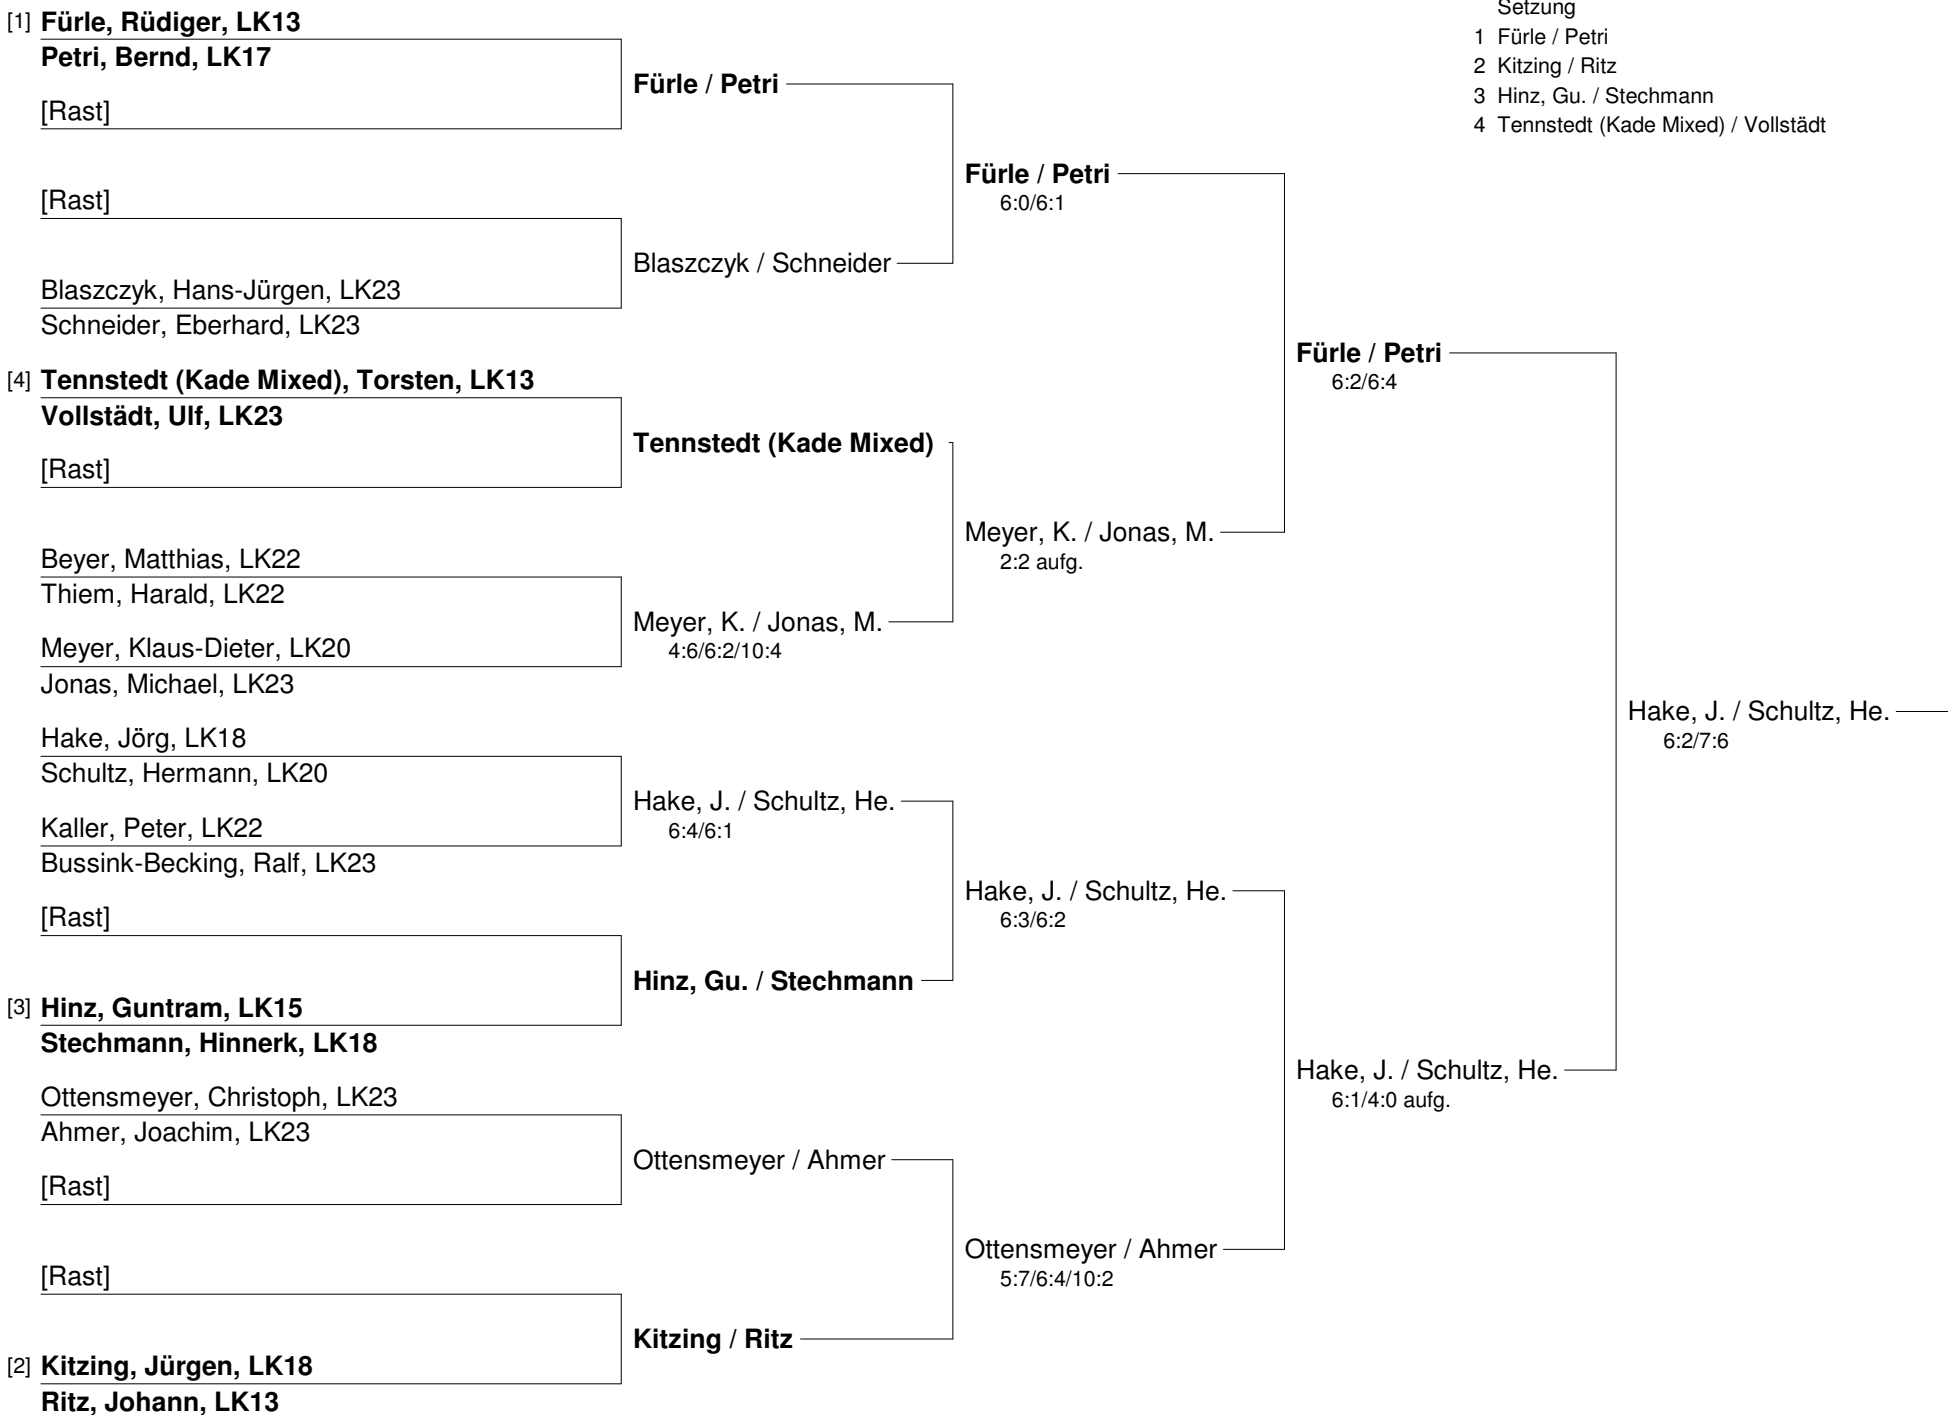 [1] Fürle, Rüdiger, LK13
Petri, Bernd, LK17
[Rast]
[Rast]
Blaszczyk, Hans-Jürgen, LK23
Schneider, Eberhard, LK23
[4] Tennstedt (Kade Mixed), Torsten, LK13
Vollstädt, Ulf, LK23
[Rast]
Beyer, Matthias, LK22
Thiem, Harald, LK22
Meyer, Klaus-Dieter, LK20
Jonas, Michael, LK23
Hake, Jörg, LK18
Schultz, Hermann, LK20
Kaller, Peter, LK22
Bussink-Becking, Ralf, LK23
[Rast]
[3] Hinz, Guntram, LK15
Stechmann, Hinnerk, LK18
Ottensmeyer, Christoph, LK23
Ahmer, Joachim, LK23
[Rast]
[Rast]
[2] Kitzing, Jürgen, LK18
Ritz, Johann, LK13
Fürle / Petri
Blaszczyk / Schneider
Tennstedt (Kade Mixed)
Meyer, K. / Jonas, M.
4:6/6:2/10:4
Hake, J. / Schultz, He.
6:4/6:1
Hinz, Gu. / Stechmann
Ottensmeyer / Ahmer
Kitzing / Ritz
Fürle / Petri
6:0/6:1
Meyer, K. / Jonas, M.
2:2 aufg.
Hake, J. / Schultz, He.
6:3/6:2
Ottensmeyer / Ahmer
5:7/6:4/10:2
Fürle / Petri
6:2/6:4
Hake, J. / Schultz, He.
6:1/4:0 aufg.
Hake, J. / Schultz, He.
6:2/7:6
Setzung
1 Fürle / Petri
2 Kitzing / Ritz
3 Hinz, Gu. / Stechmann
4 Tennstedt (Kade Mixed) / Vollstädt